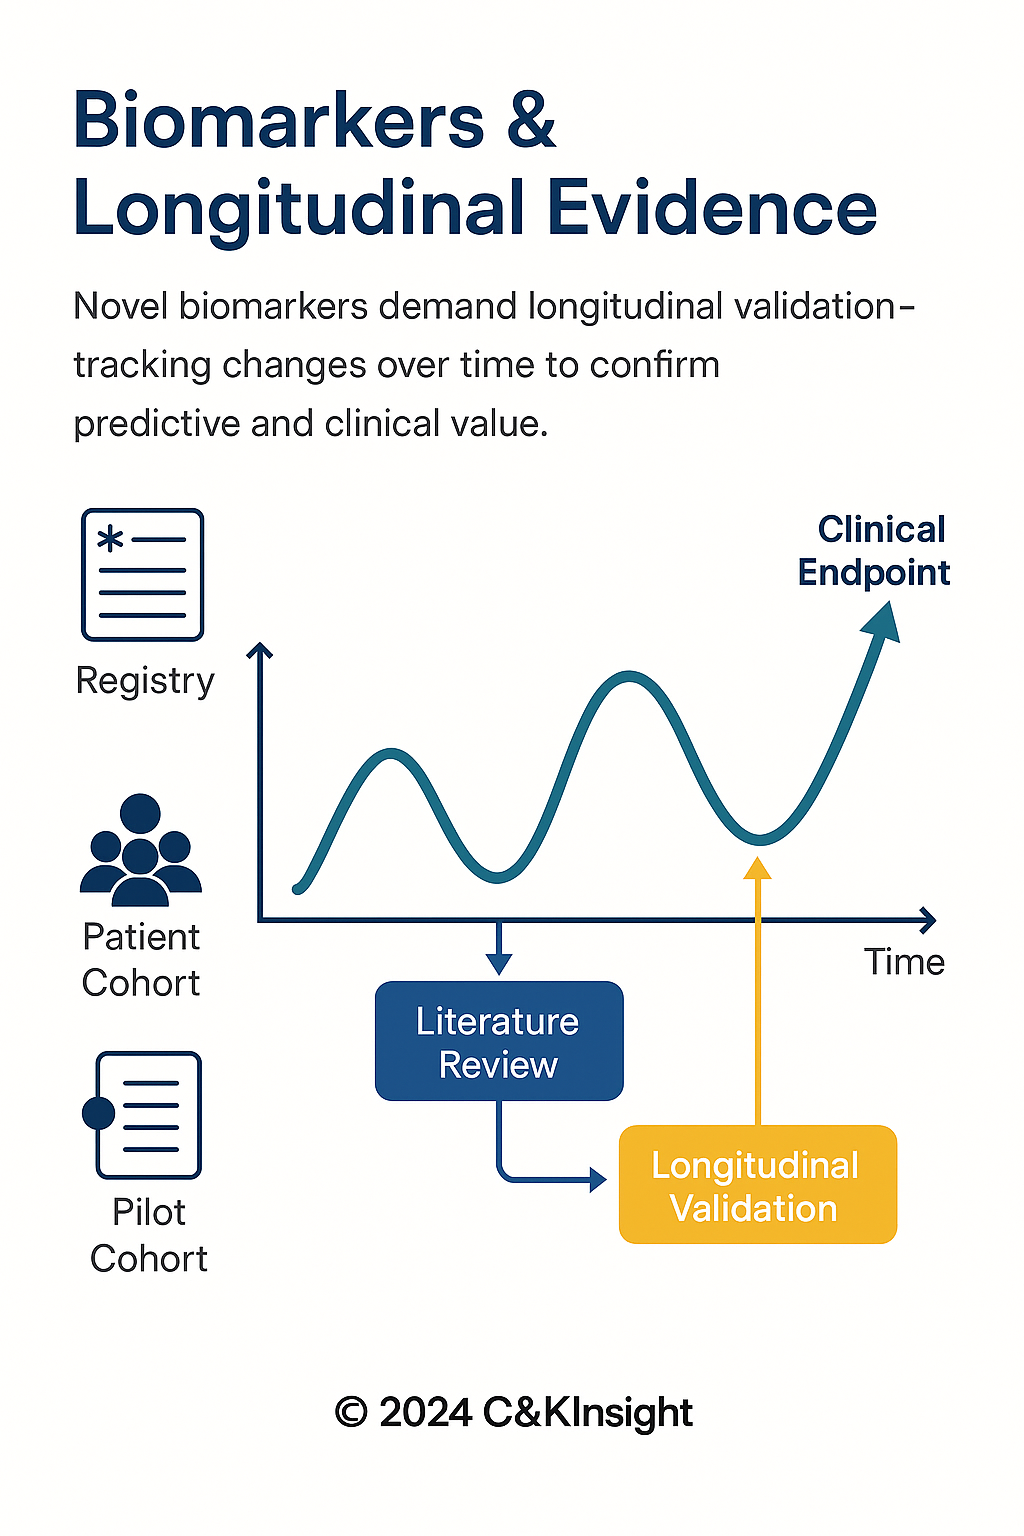 Biomarkers &
Longitudinal Evidence
Novel biomarkers demand longitudinal validation–
tracking changes over time to confirm
predictive and clinical value.
Clinical
Endpoint
Registry
Patient
Cohort
Time
Literature
Review
Longitudinal
Validation
Pilot
Cohort
© 2024 C&KInsight